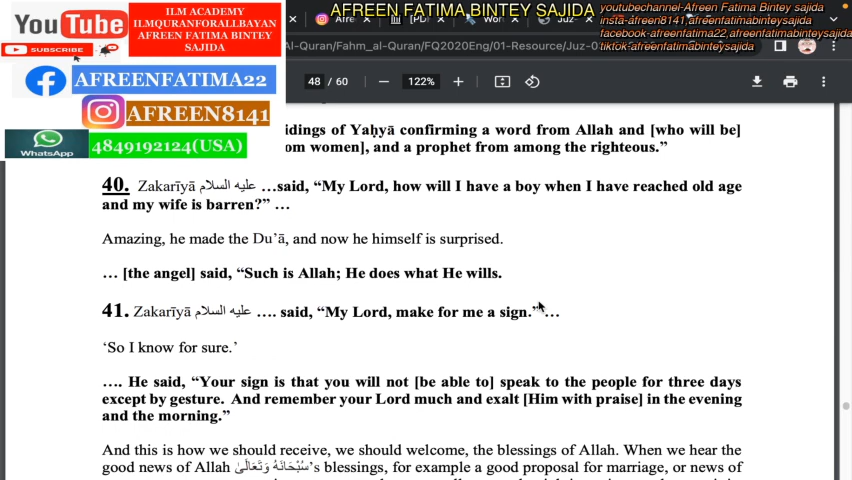 YouTube
SUBSCRIBE
ILM ACADEMY
ILMQURANFORALLBAYAN
AFREEN FATIMA BINTEY
SAJIDA
AFREENFATIMA22
AFREEN8141
WhatsApp
4849192124(USA)
AFREEN FATIMA BINTEY SAJIDA
youtubechannel-Afreen Fatima Bintey sajida
insta-afreen8141,afreenfatimabinteysajida
facebook-afreenfatima22,afreenfatimabinteysajida
tiktok-afreenfatimabinteysajida
Al-Quran/Fahm_al-Quran/FQ2020Eng/01-Resource/Juz-0
48 / 60
122%
idings of Yaḥyā confirming a word from Allah and [who will be]
om women], and a prophet from among the righteous.”
40. Zakarīyā عليه السلام …said, “My Lord, how will I have a boy when I have reached old age
and my wife is barren?” …
Amazing, he made the Du’ā, and now he himself is surprised.
… [the angel] said, “Such is Allah; He does what He wills.
41. Zakarīyā عليه السلام …. said, “My Lord, make for me a sign.” …
‘So I know for sure.’
…. He said, “Your sign is that you will not [be able to] speak to the people for three days
except by gesture. And remember your Lord much and exalt [Him with praise] in the evening
and the morning.”
And this is how we should receive, we should welcome, the blessings of Allah. When we hear the
good news of Allah سُبْحَانَهُ وَتَعَالَىٰ’s blessings, for example a good proposal for marriage, or news of